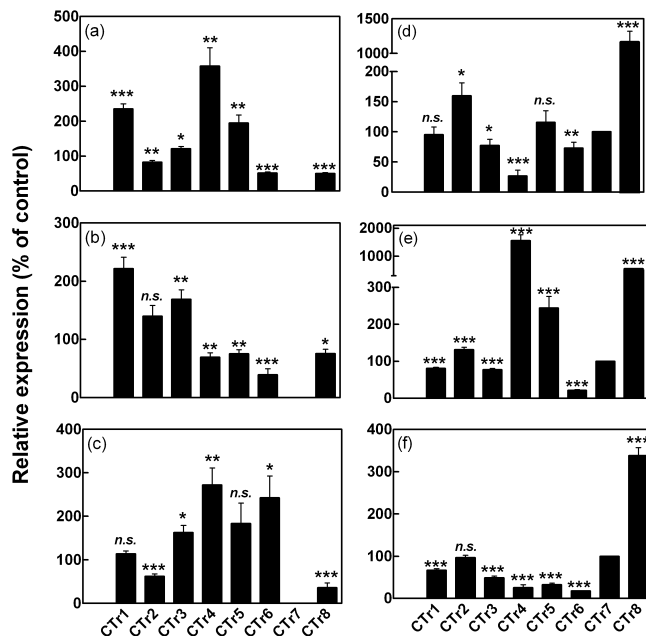 Relative expression (% of control)
(a)
500
400
300
200
100
0
*** ** * ** ** *** ***
(d)
1500
1000
200
150
100
50
0
n.s. * * *** n.s. ** ***
(b)
300
200
100
0
*** n.s. ** ** ** *** *
(e)
2000
1000
300
200
100
0
*** *** *** *** *** *** ***
(c)
400
300
200
100
0
n.s. *** * ** n.s. * ***
CTr1 CTr2 CTr3 CTr4 CTr5 CTr6 CTr7 CTr8
(f)
400
300
200
100
0
*** n.s. *** *** *** *** ***
CTr1 CTr2 CTr3 CTr4 CTr5 CTr6 CTr7 CTr8